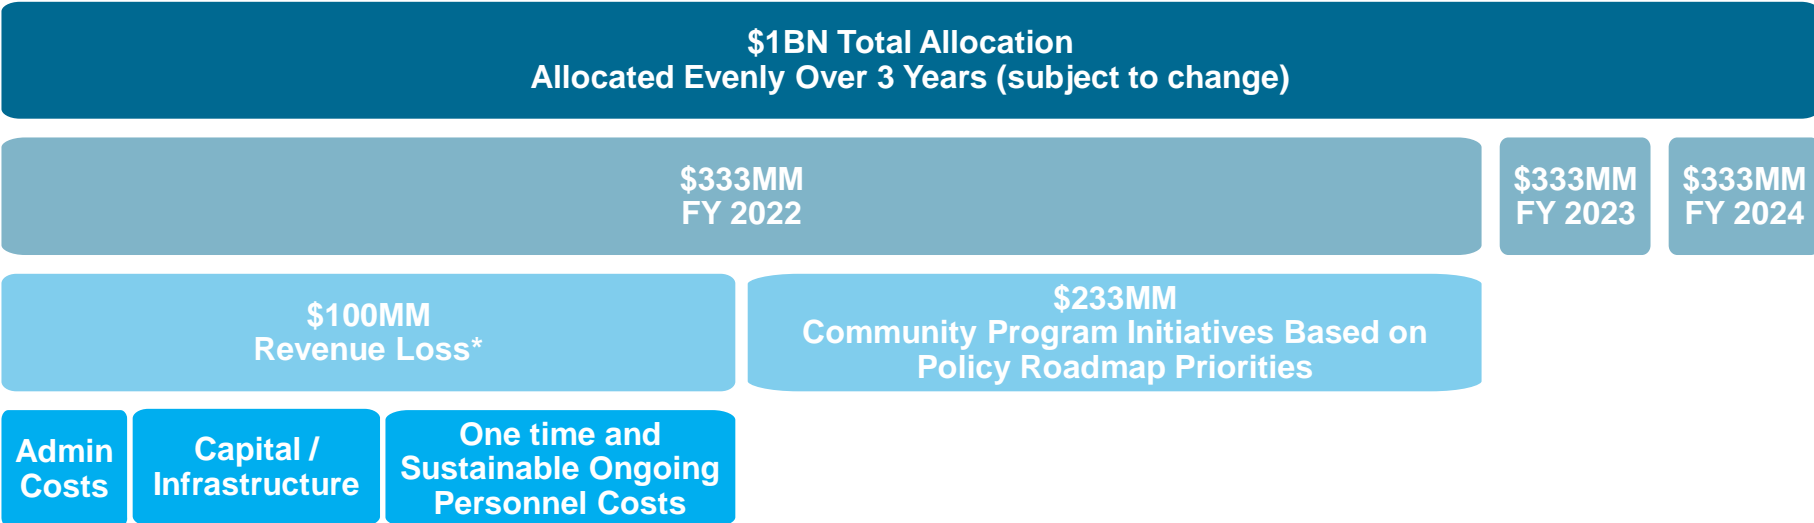 $1BN Total Allocation
Allocated Evenly Over 3 Years (subject to change)
$333MM
FY 2022
$333MM
FY 2023
$333MM
FY 2024
$100MM
Revenue Loss*
$233MM
Community Program Initiatives Based on
Policy Roadmap Priorities
Admin
Costs
Capital /
Infrastructure
One time and
Sustainable Ongoing
Personnel Costs